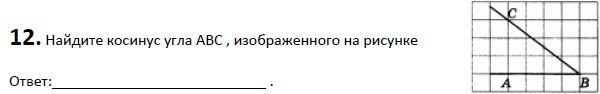 12. Найдите косинус угла ABC , изображенного на рисунке
C
Ответ:______________________________ .
A B